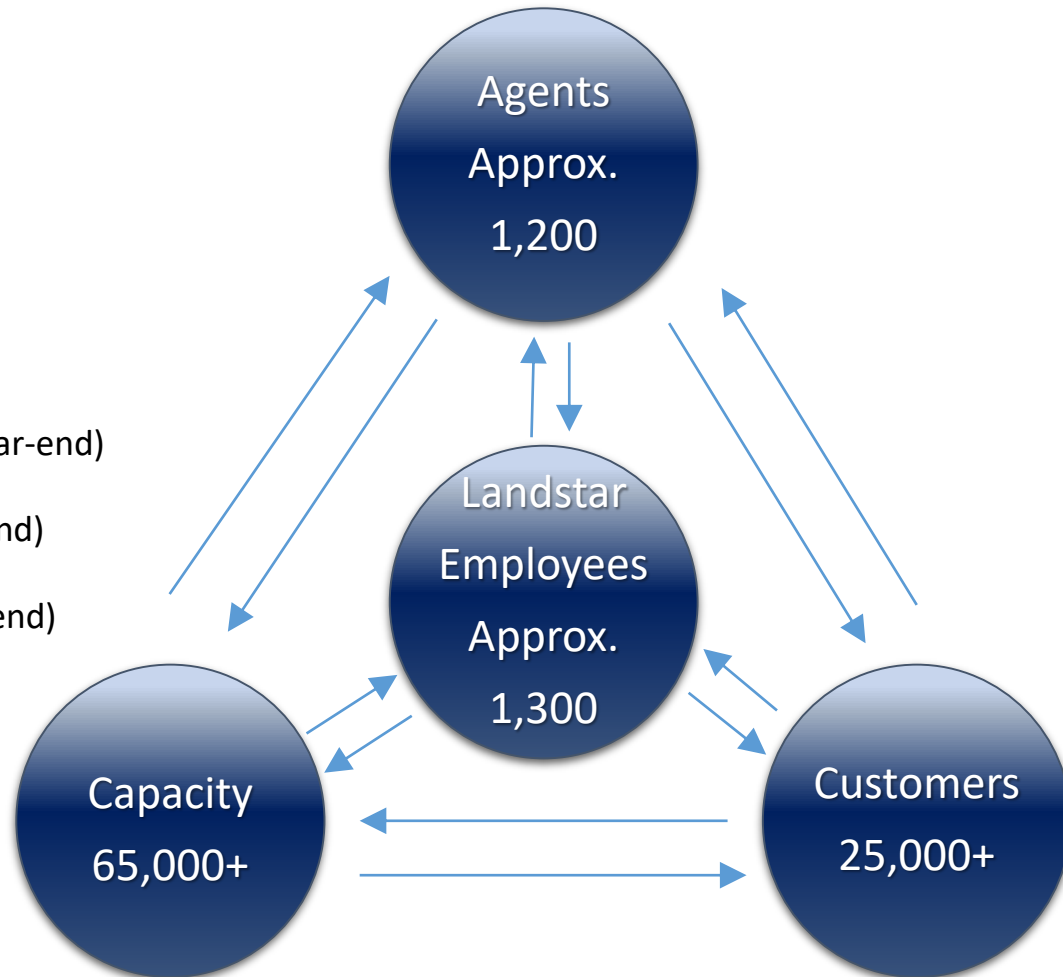 Agents
Approx.
1,200
ar-end)
nd)
end)
Landstar
Employees
Approx.
1,300
Capacity
65,000+
Customers
25,000+